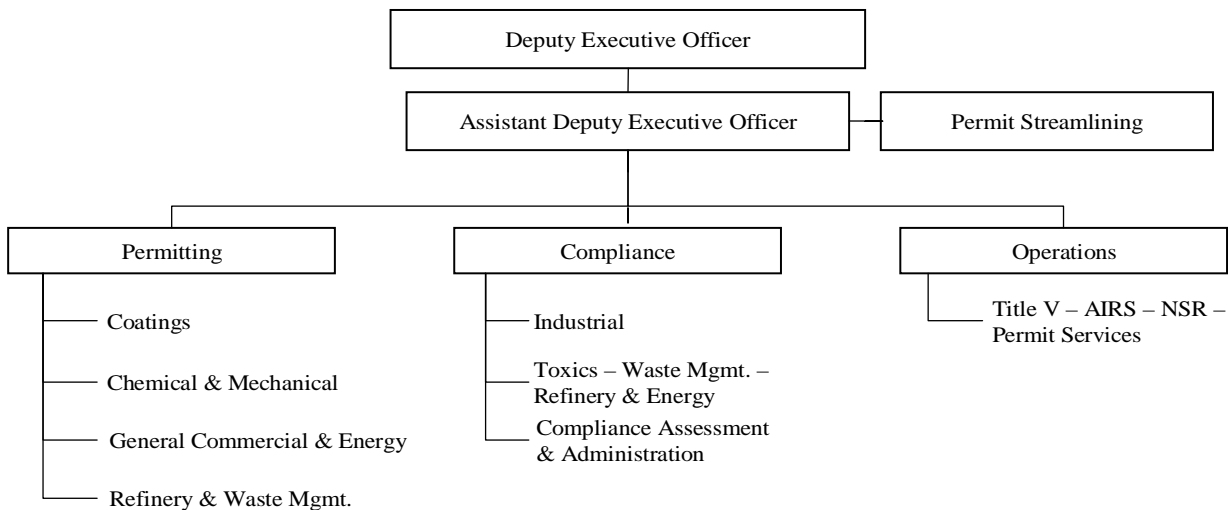 Deputy Executive Officer
Assistant Deputy Executive Officer
Permit Streamlining
Permitting
Compliance
Operations
Coatings
Chemical & Mechanical
General Commercial & Energy
Refinery & Waste Mgmt.
Industrial
Toxics – Waste Mgmt. –
Refinery & Energy
Compliance Assessment
& Administration
Title V – AIRS – NSR –
Permit Services